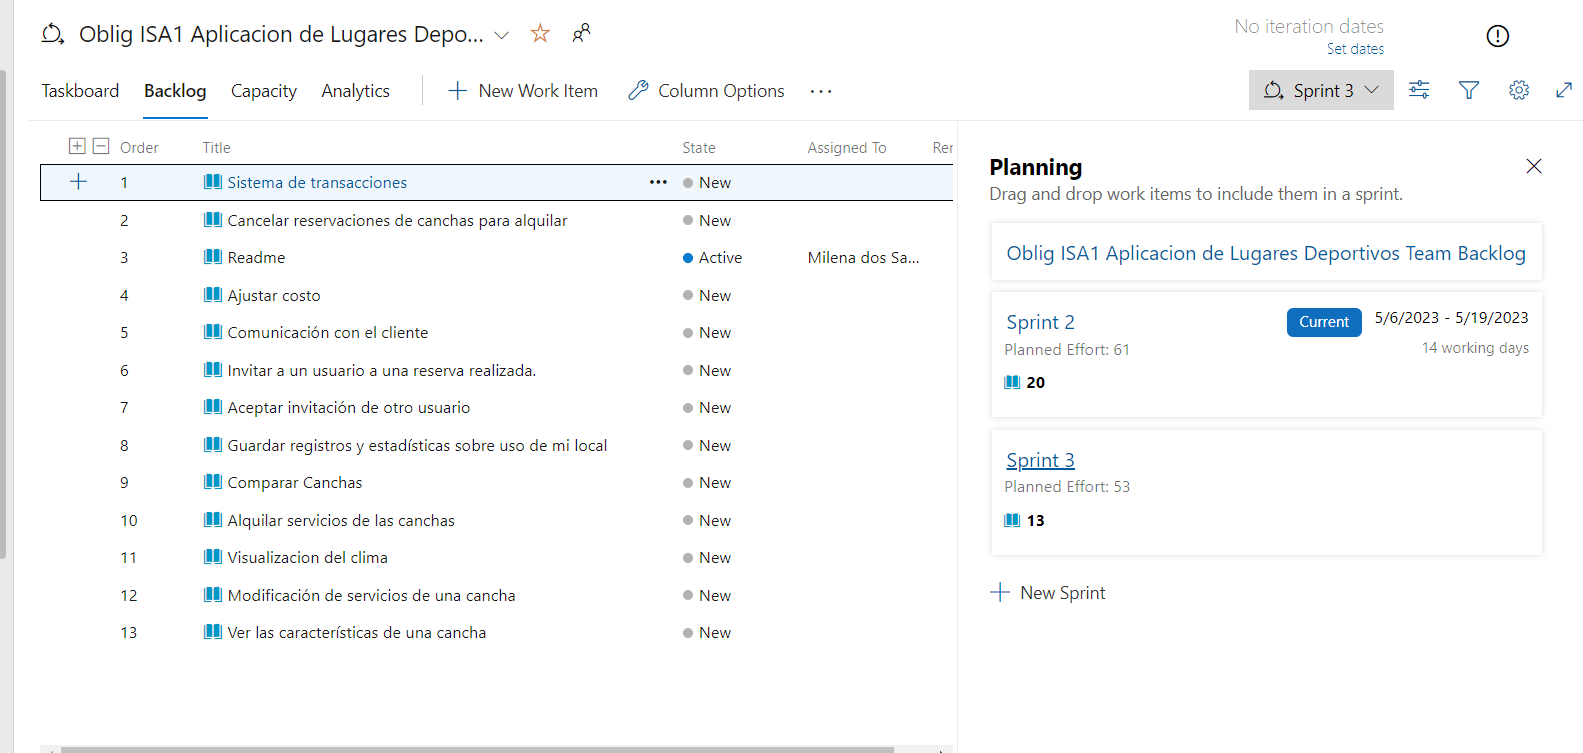 Oblig ISA1 Aplicacion de Lugares Depo...
No iteration dates
Set dates
Taskboard Backlog Capacity Analytics New Work Item Column Options ...
Sprint 3
Order Title State Assigned To Rer
1 Sistema de transacciones ... New
2 Cancelar reservaciones de canchas para alquilar New
3 Readme Active Milena dos Sa...
4 Ajustar costo New
5 Comunicación con el cliente New
6 Invitar a un usuario a una reserva realizada. New
7 Aceptar invitación de otro usuario New
8 Guardar registros y estadísticas sobre uso de mi local New
9 Comparar Canchas New
10 Alquilar servicios de las canchas New
11 Visualizacion del clima New
12 Modificación de servicios de una cancha New
13 Ver las características de una cancha New
Planning
Drag and drop work items to include them in a sprint.
Oblig ISA1 Aplicacion de Lugares Deportivos Team Backlog
Sprint 2 Current 5/6/2023 - 5/19/2023
Planned Effort: 61 14 working days
20
Sprint 3
Planned Effort: 53
13
New Sprint